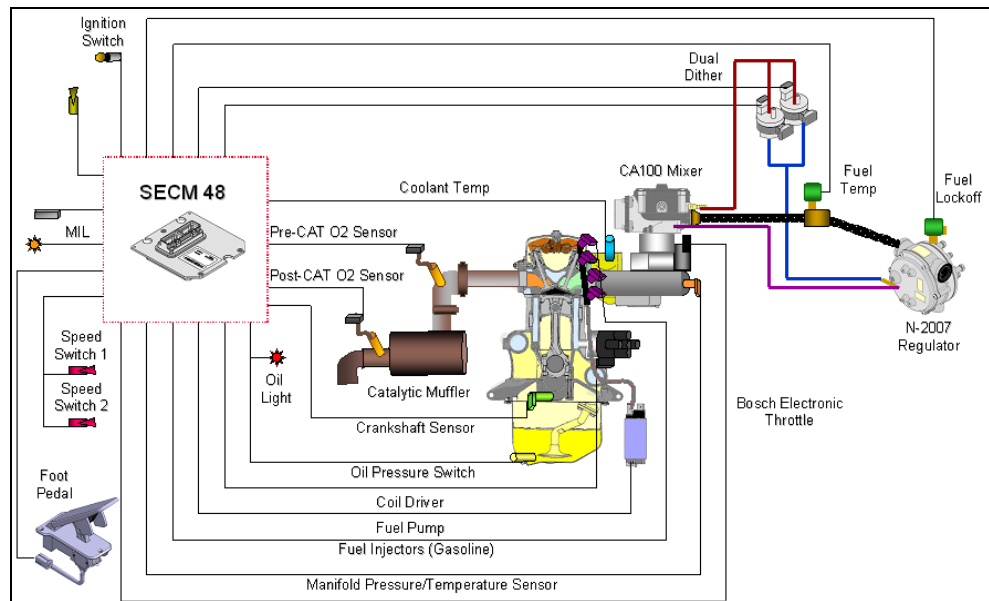 Ignition
Switch
Dual
Dither
SECM 48
Coolant Temp
CA100 Mixer
Fuel
Temp
Fuel
Lockoff
MIL
Pre-CAT O2 Sensor
Post-CAT O2 Sensor
N-2007
Regulator
Speed
Switch 1
Speed
Switch 2
Oil
Light
Catalytic Muffler
Crankshaft Sensor
Bosch Electronic
Throttle
Oil Pressure Switch
Foot
Pedal
Coil Driver
Fuel Pump
Fuel Injectors (Gasoline)
Manifold Pressure/Temperature Sensor